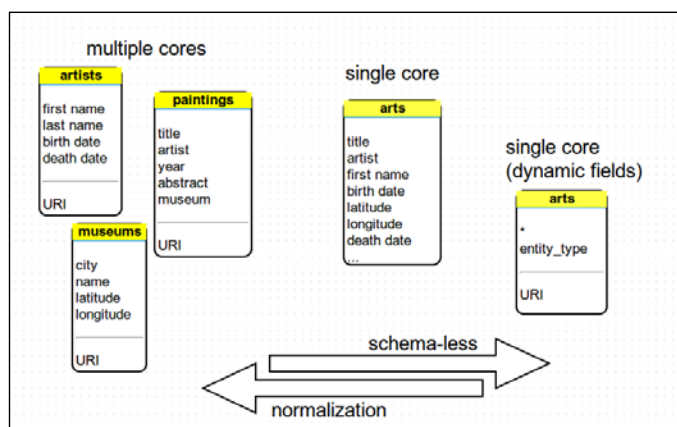 multiple cores
artists
first name
last name
birth date
death date
URI
paintings
title
artist
year
abstract
museum
URI
museums
city
name
latitude
longitude
URI
single core
arts
title
artist
first name
birth date
latitude
longitude
death date
...
single core
(dynamic fields)
arts
*
entity_type
URI
schema-less
normalization